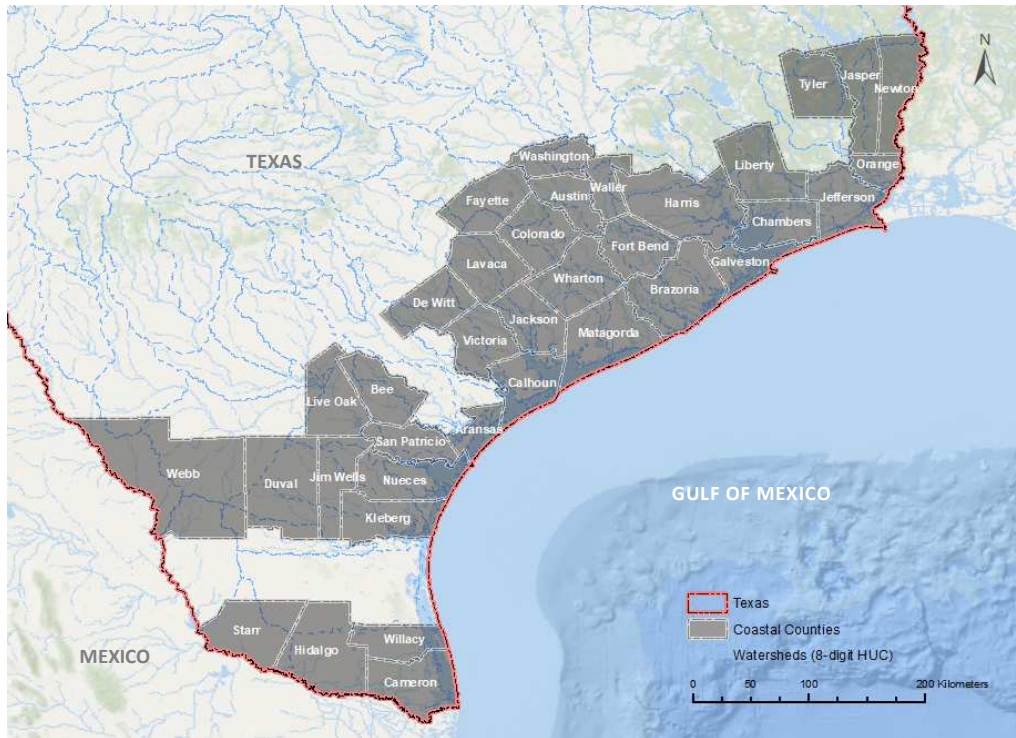 N
Tyler
Jasper
Newton
TEXAS
Washington
Liberty
Orange
Waller
Austin
Fayette
Harris
Jefferson
Chambers
Colorado
Fort Bend
Lavaca
Galveston
Wharton
Brazoria
De Witt
Jackson
Matagorda
Victoria
Calhoun
Bee
Live Oak
Aransas
San Patricio
Webb
Duval
Jim Wells
Nueces
GULF OF MEXICO
Kleberg
Texas
Starr
Coastal Counties
Willacy
Hidalgo
MEXICO
Watersheds (8-digit HUC)
Cameron
0 50 100 200 Kilometers